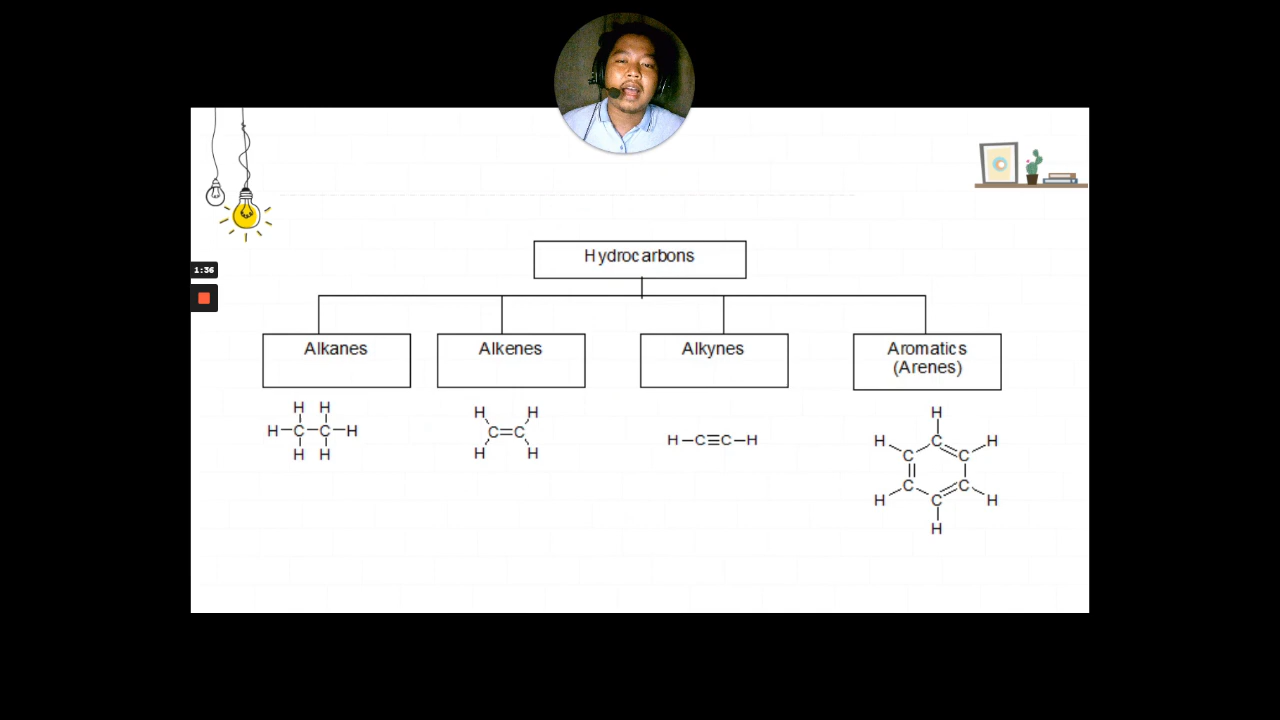 1:36
Hydrocarbons
Alkanes
Alkenes
Alkynes
Aromatics
(Arenes)
H H
H–C–C–H
H H
H H
C=C
H H
H–C≡C–H
H
H C H
C C
C C
H C H
H